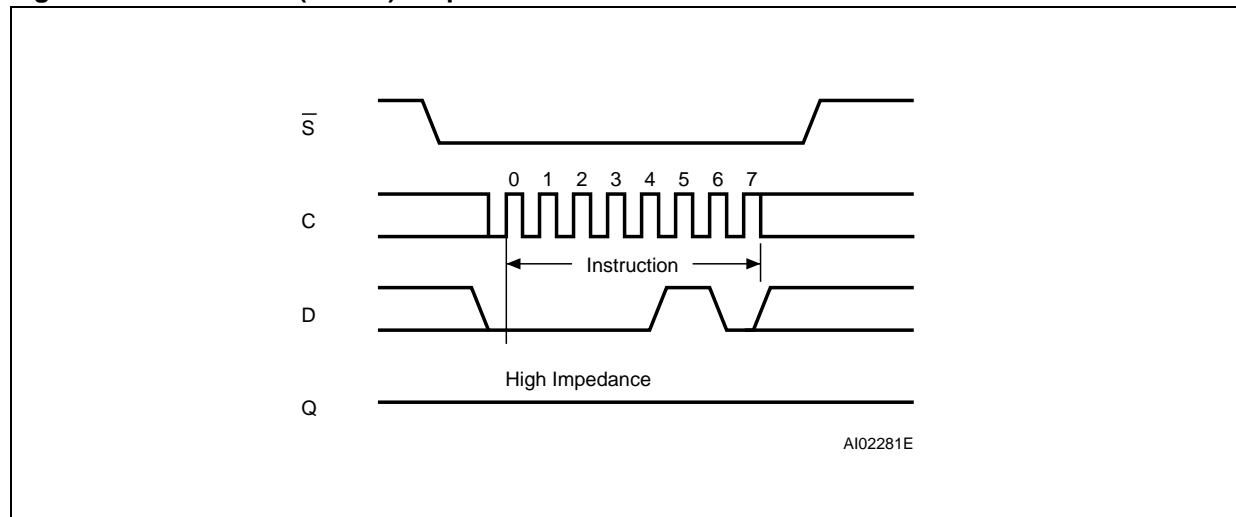 S̅
0 1 2 3 4 5 6 7
C
Instruction
D
High Impedance
Q
AI02281E